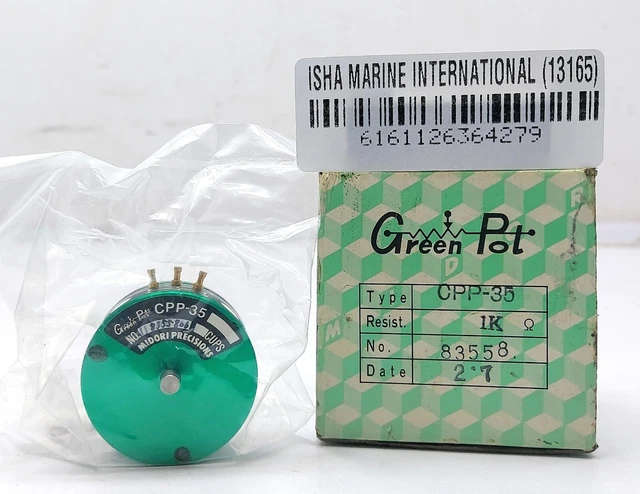 ISHA MARINE INTERNATIONAL (13165)
6161126364279
Green Pot
Type CPP-35
Resist. 1K Ω
No. 83558.
Date 2.7
M
D
R
Green Pot CPP-35
NO.
CUPS
MIDORI PRECISIONS